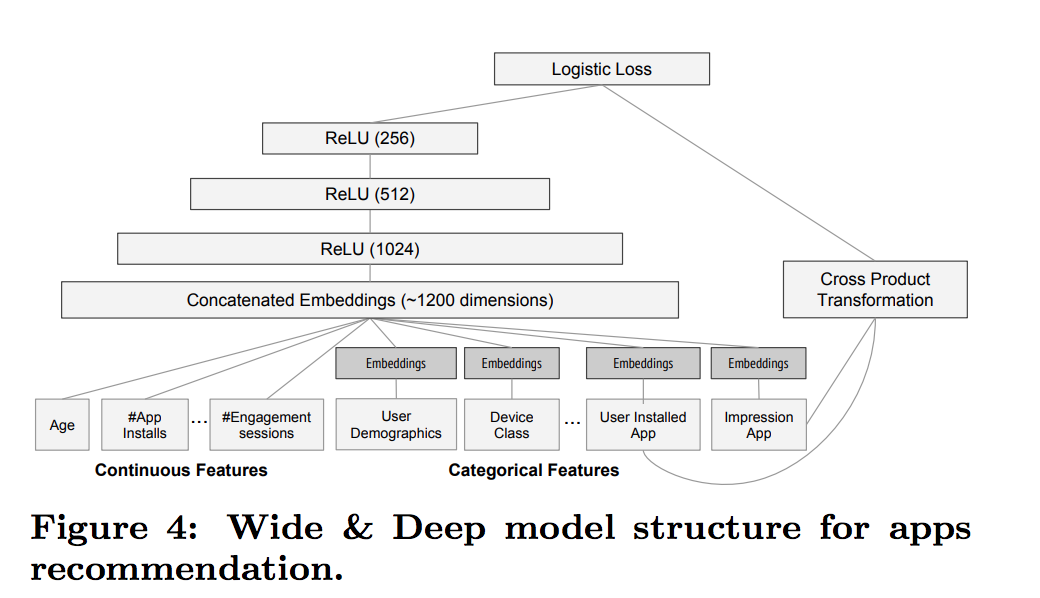 Logistic Loss
ReLU (256)
ReLU (512)
ReLU (1024)
Concatenated Embeddings (~1200 dimensions)
Cross Product
Transformation
Embeddings
Embeddings
Embeddings
Embeddings
Age
#App
Installs
...
#Engagement
sessions
User
Demographics
Device
Class
...
User Installed
App
Impression
App
Continuous Features
Categorical Features
Figure 4: Wide & Deep model structure for apps
recommendation.